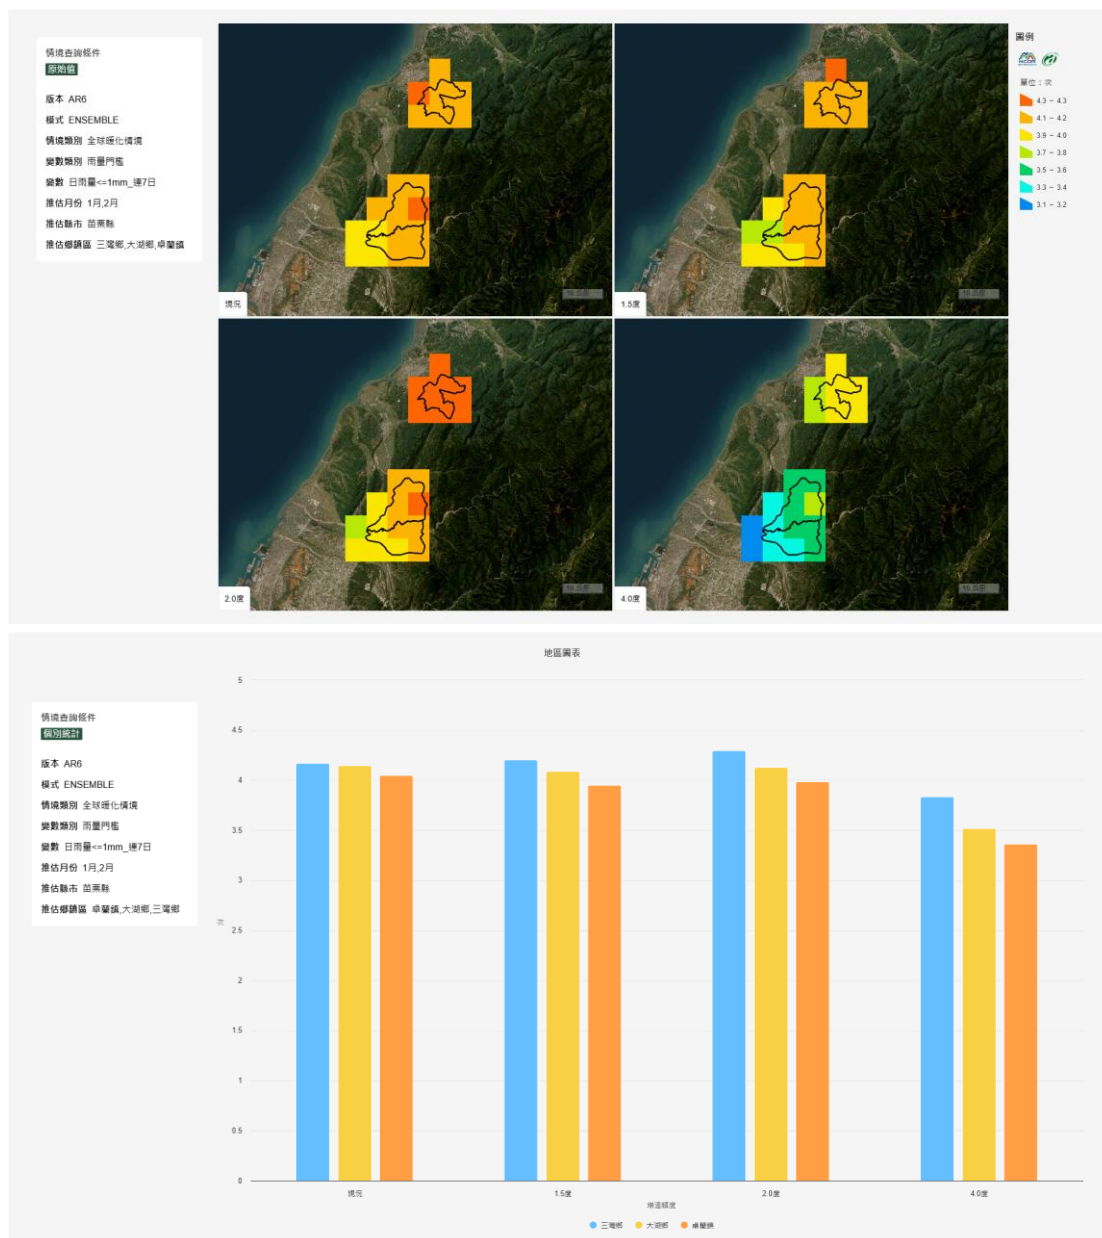 情境查詢條件
原始值
版本 AR6
模式 ENSEMBLE
情境類別 全球暖化情境
變數類別 雨量門檻
變數 日雨量<=1mm_連7日
推估月份 1月,2月
推估縣市 苗栗縣
推估鄉鎮區 三灣鄉,大湖鄉,卓蘭鎮
現況
1.5度
2.0度
4.0度
圖例
單位：次
4.3 – 4.3
4.1 – 4.2
3.9 – 4.0
3.7 – 3.8
3.5 – 3.6
3.3 – 3.4
3.1 – 3.2
地區圖表
情境查詢條件
個別統計
版本 AR6
模式 ENSEMBLE
情境類別 全球暖化情境
變數類別 雨量門檻
變數 日雨量<=1mm_連7日
推估月份 1月,2月
推估縣市 苗栗縣
推估鄉鎮區 卓蘭鎮,大湖鄉,三灣鄉
次
5
4.5
4
3.5
3
2.5
2
1.5
1
0.5
0
現況
1.5度
2.0度
4.0度
增溫幅度
三灣鄉
大湖鄉
卓蘭鎮